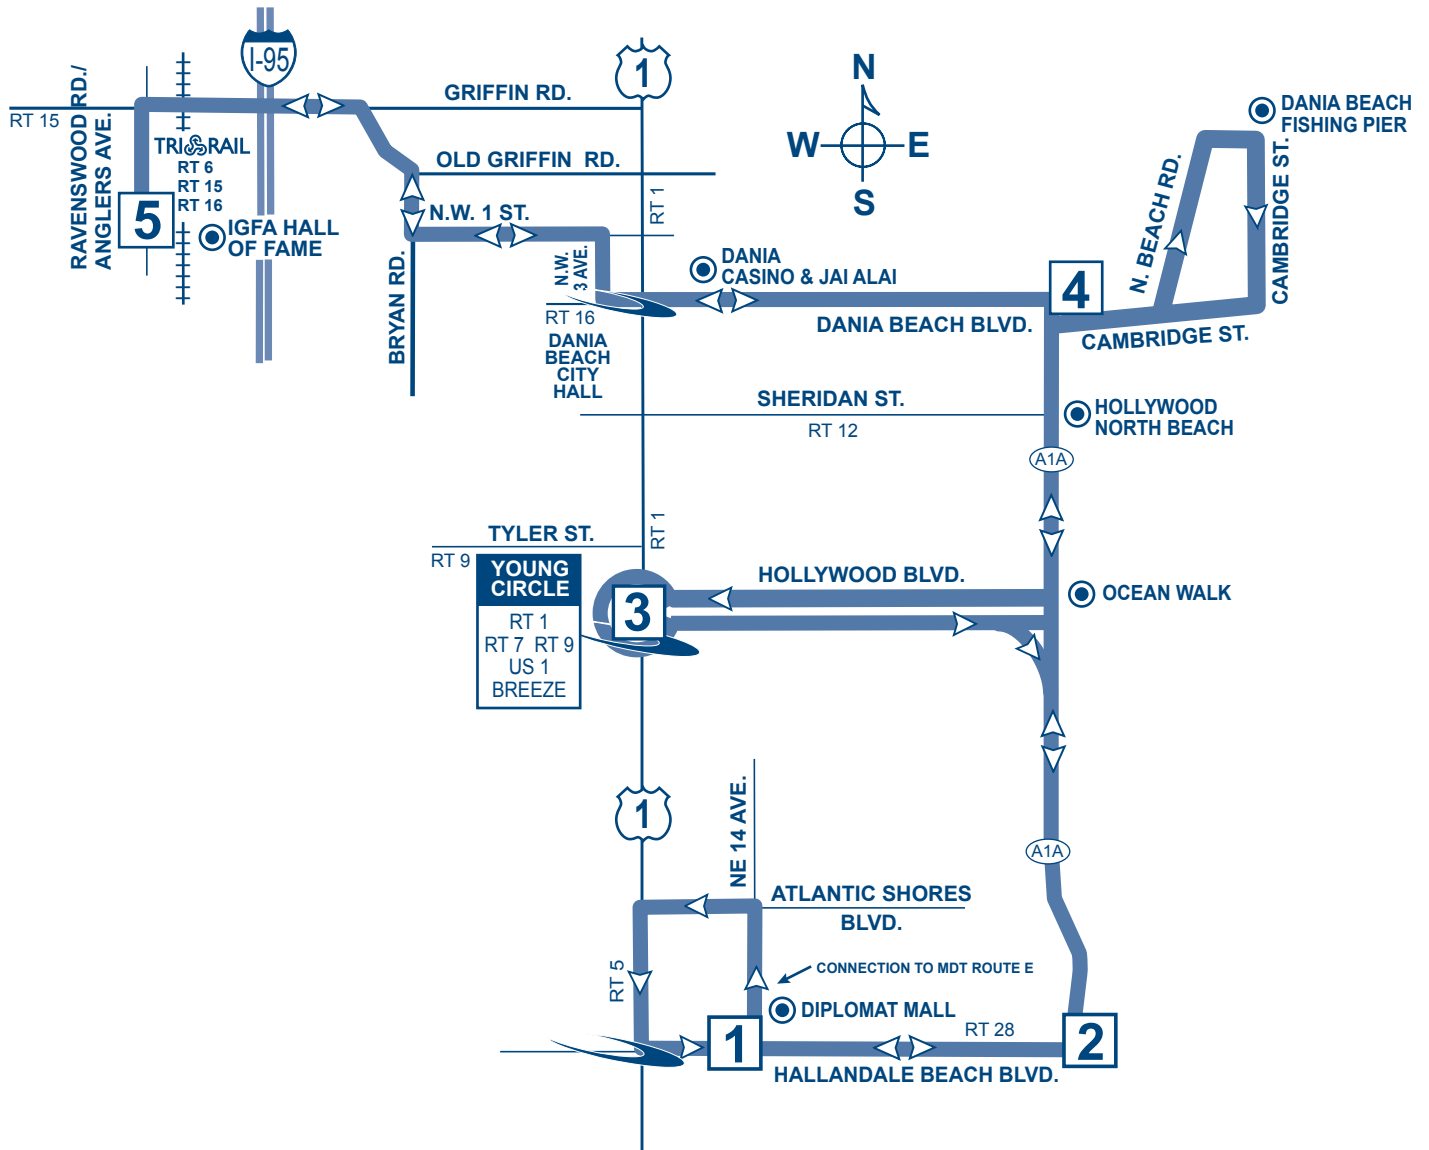 I-95
1
N
W
E
S
DANIA BEACH
FISHING PIER
RAVENSWOOD RD./
ANGLERS AVE.
RT 15
GRIFFIN RD.
TRI RAIL
RT 6
RT 15
RT 16
OLD GRIFFIN RD.
5
IGFA HALL
OF FAME
N.W. 1 ST.
RT 1
BRYAN RD.
N.W.
3 AVE.
DANIA
CASINO & JAI ALAI
N. BEACH RD.
CAMBRIDGE ST.
4
RT 16
DANIA
BEACH
CITY
HALL
DANIA BEACH BLVD.
CAMBRIDGE ST.
SHERIDAN ST.
RT 12
HOLLYWOOD
NORTH BEACH
A1A
RT 1
TYLER ST.
RT 9
YOUNG
CIRCLE
RT 1
RT 7 RT 9
US 1
BREEZE
3
HOLLYWOOD BLVD.
OCEAN WALK
1
NE 14 AVE.
A1A
ATLANTIC SHORES
BLVD.
RT 5
CONNECTION TO MDT ROUTE E
DIPLOMAT MALL
1
RT 28
2
HALLANDALE BEACH BLVD.